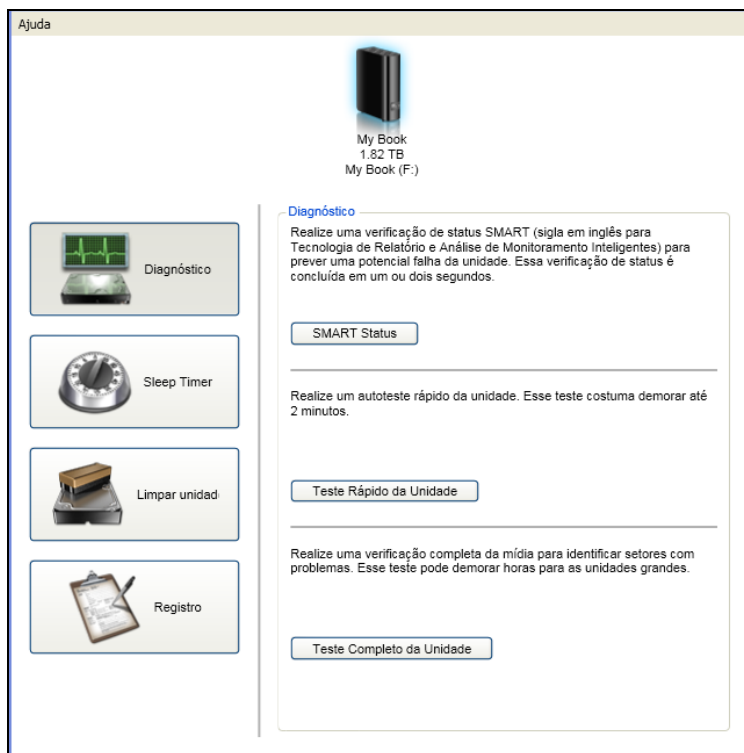 Ajuda
My Book
1.82 TB
My Book (F:)
Diagnóstico
Sleep Timer
Limpar unidad
Registro
Diagnóstico
Realize uma verificação de status SMART (sigla em inglês para
Tecnologia de Relatório e Análise de Monitoramento Inteligentes) para
prever uma potencial falha da unidade. Essa verificação de status é
concluída em um ou dois segundos.
SMART Status
Realize um autoteste rápido da unidade. Esse teste costuma demorar até
2 minutos.
Teste Rápido da Unidade
Realize uma verificação completa da mídia para identificar setores com
problemas. Esse teste pode demorar horas para as unidades grandes.
Teste Completo da Unidade